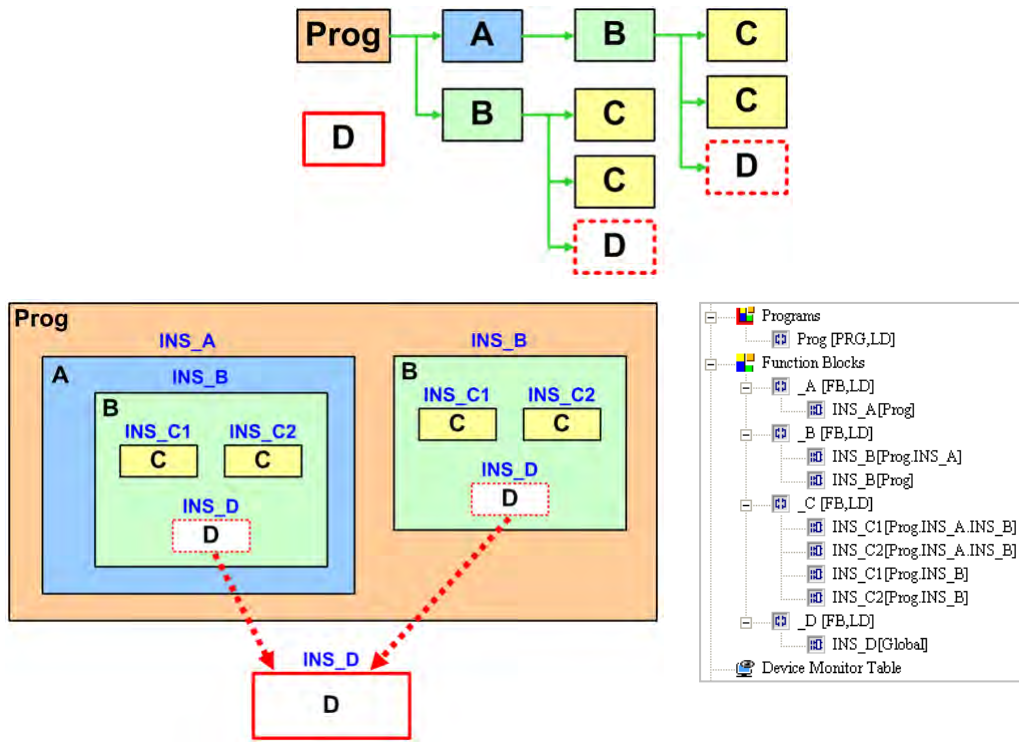 Prog
A
B
C
D
B
C
C
C
D
D
Prog
INS_A
INS_B
A
INS_B
B
B
INS_C1
INS_C2
C
C
INS_C1
INS_C2
C
C
INS_D
D
INS_D
D
INS_D
D
Programs
Prog [PRG,LD]
Function Blocks
_A [FB,LD]
INS_A[Prog]
_B [FB,LD]
INS_B[Prog.INS_A]
INS_B[Prog]
_C [FB,LD]
INS_C1[Prog.INS_A.INS_B]
INS_C2[Prog.INS_A.INS_B]
INS_C1[Prog.INS_B]
INS_C2[Prog.INS_B]
_D [FB,LD]
INS_D[Global]
Device Monitor Table